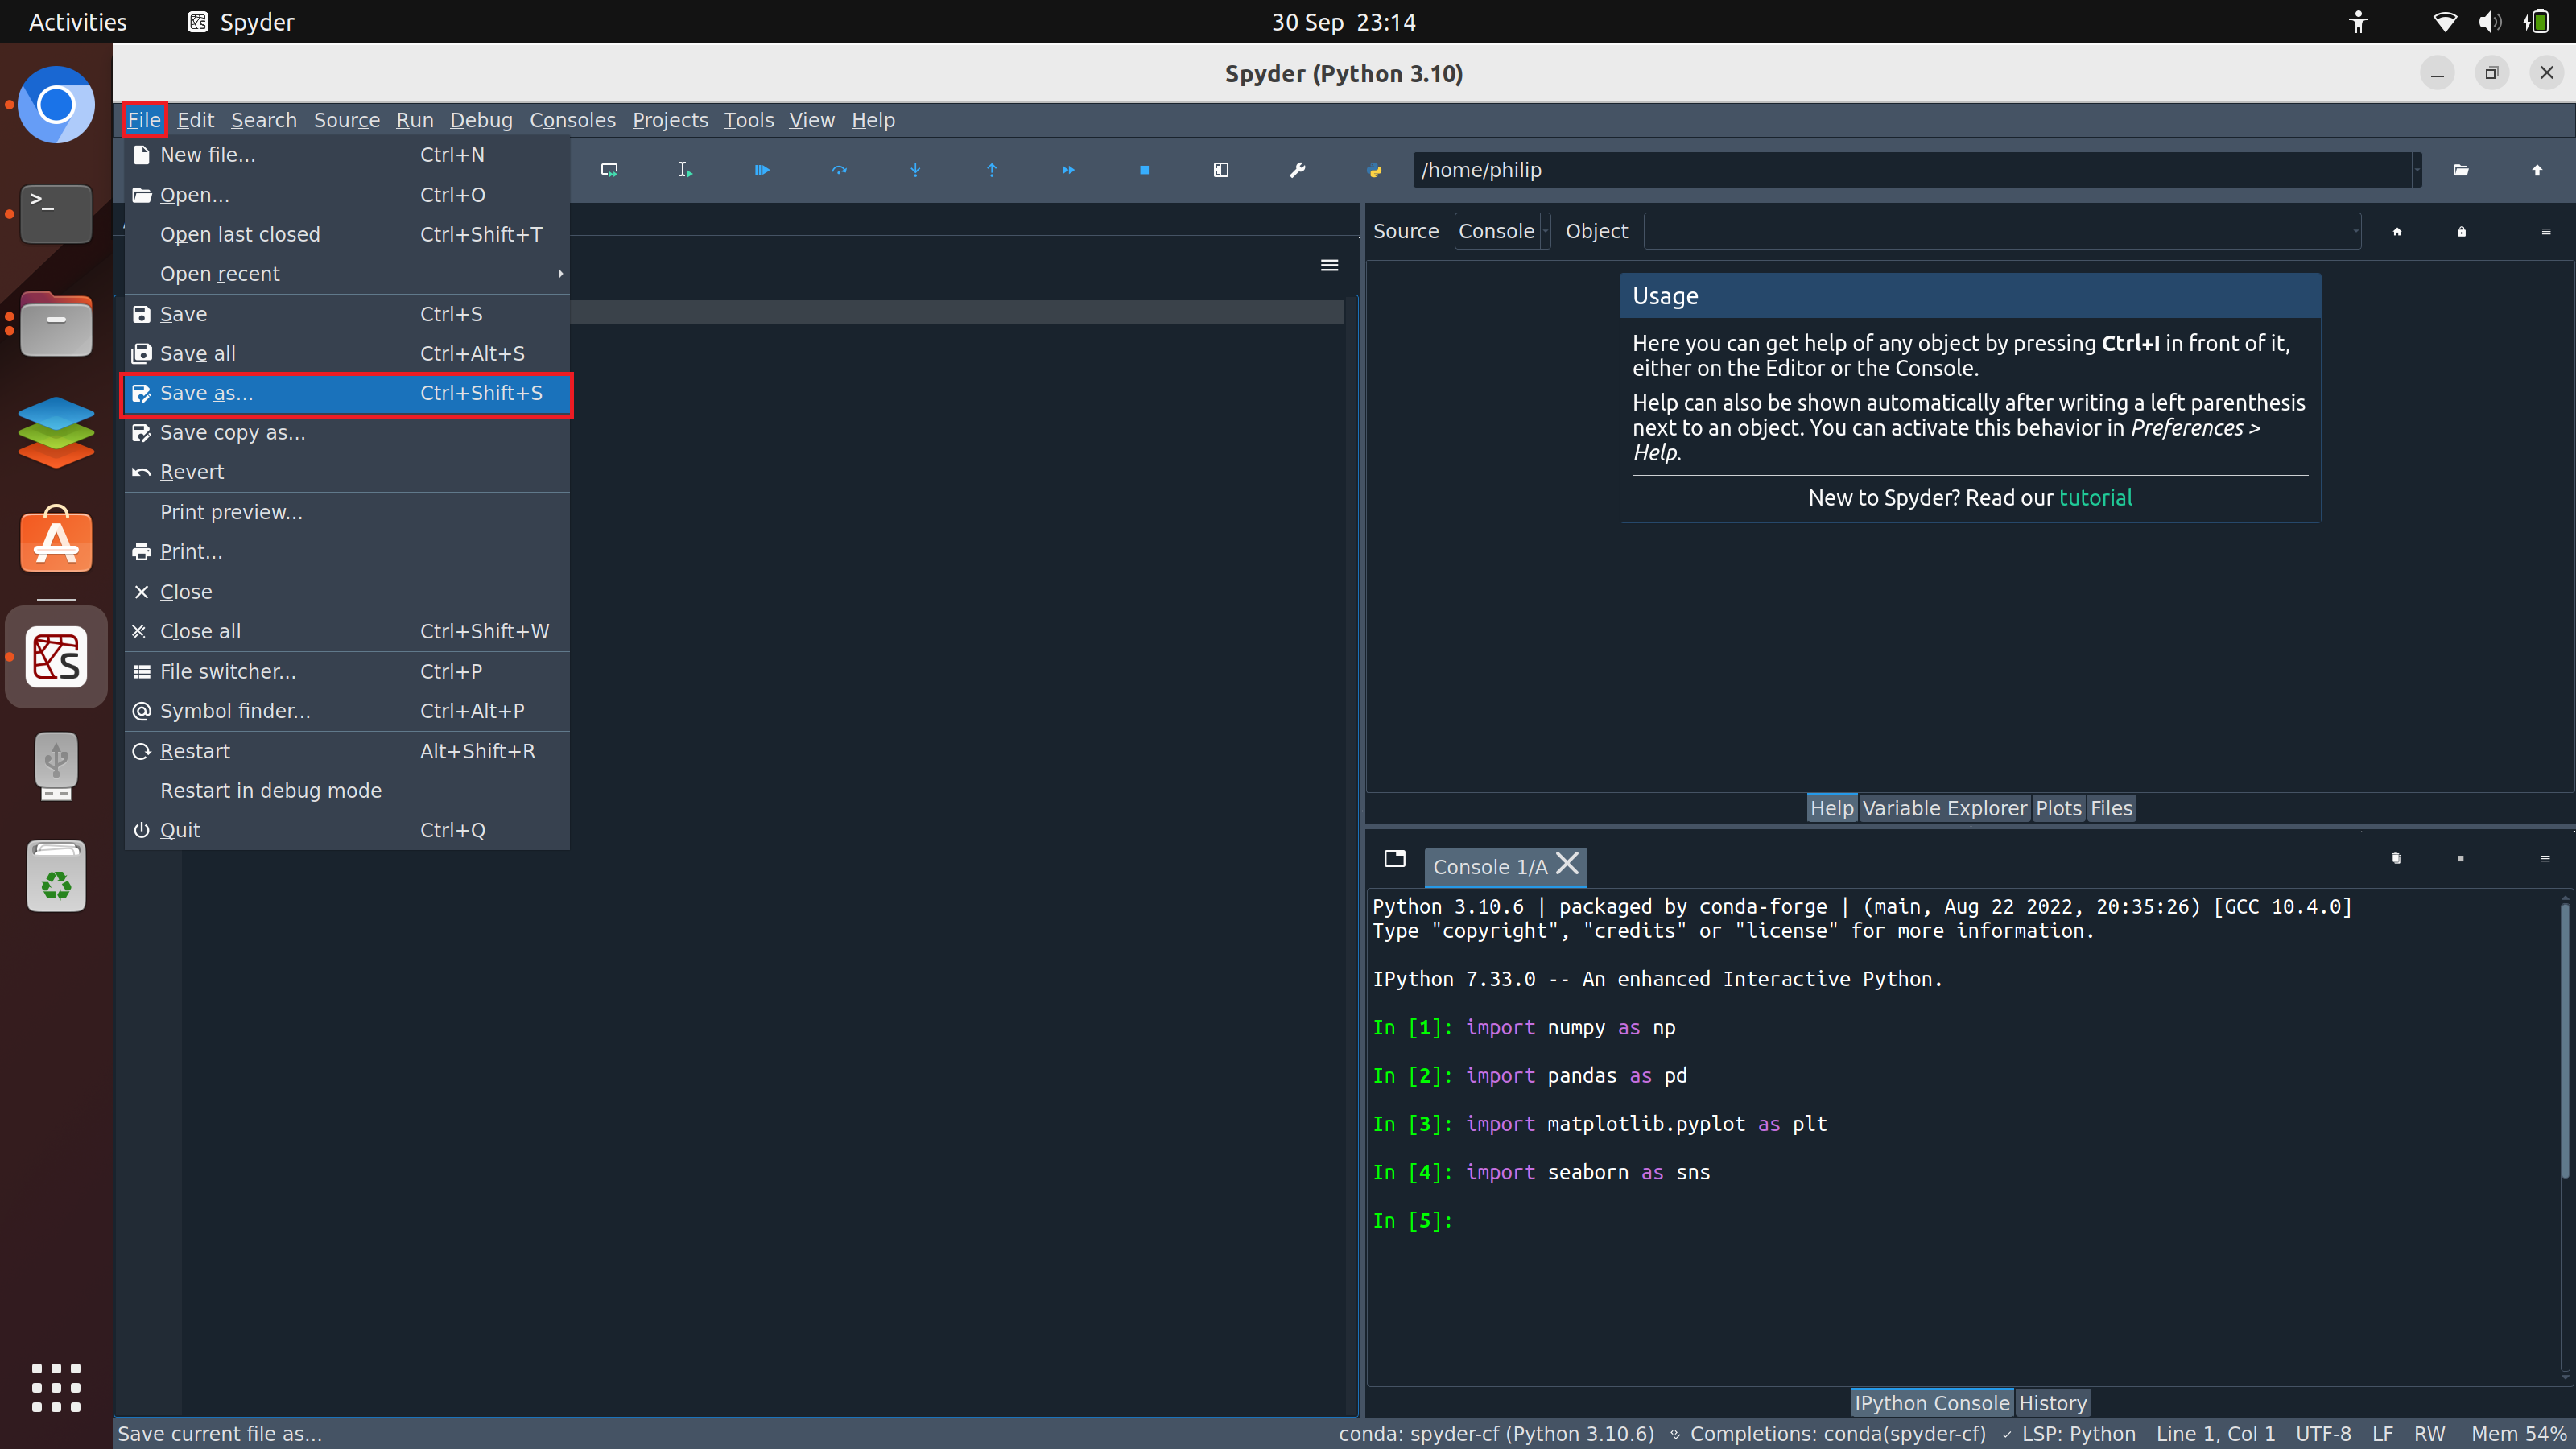 Activities Spyder 30 Sep 23:14
Spyder (Python 3.10)
File Edit Search Source Run Debug Consoles Projects Tools View Help
New file... Ctrl+N
Open... Ctrl+O
Open last closed Ctrl+Shift+T
Open recent
Save Ctrl+S
Save all Ctrl+Alt+S
Save as... Ctrl+Shift+S
Save copy as...
Revert
Print preview...
Print...
Close
Close all Ctrl+Shift+W
File switcher... Ctrl+P
Symbol finder... Ctrl+Alt+P
Restart Alt+Shift+R
Restart in debug mode
Quit Ctrl+Q
/home/philip
Source Console Object
Usage
Here you can get help of any object by pressing Ctrl+I in front of it,
either on the Editor or the Console.
Help can also be shown automatically after writing a left parenthesis
next to an object. You can activate this behavior in Preferences >
Help.
New to Spyder? Read our tutorial
Help Variable Explorer Plots Files
Console 1/A
Python 3.10.6 | packaged by conda-forge | (main, Aug 22 2022, 20:35:26) [GCC 10.4.0]
Type "copyright", "credits" or "license" for more information.
IPython 7.33.0 -- An enhanced Interactive Python.
In [1]: import numpy as np
In [2]: import pandas as pd
In [3]: import matplotlib.pyplot as plt
In [4]: import seaborn as sns
In [5]:
IPython Console History
Save current file as... conda: spyder-cf (Python 3.10.6) Completions: conda(spyder-cf) LSP: Python Line 1, Col 1 UTF-8 LF RW Mem 54%